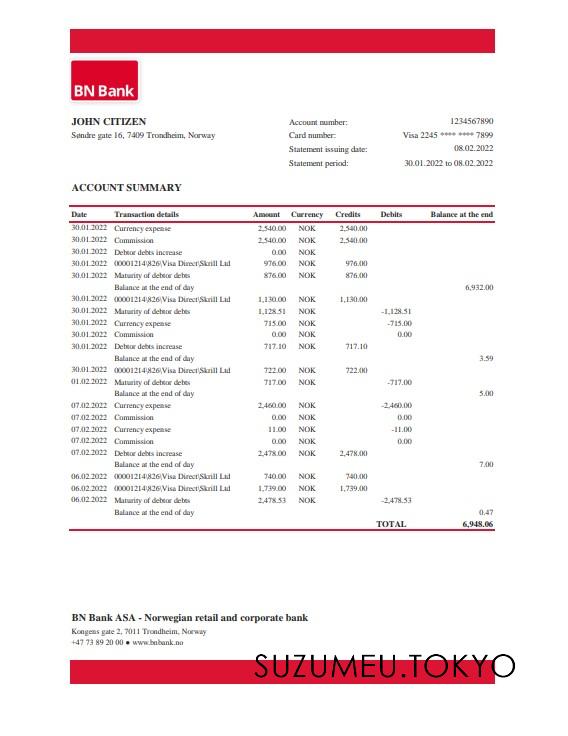 BN Bank
JOHN CITIZEN
Søndre gate 16, 7409 Trondheim, Norway
Account number: 1234567890
Card number: Visa 2245 **** **** 7899
Statement issuing date: 08.02.2022
Statement period: 30.01.2022 to 08.02.2022
ACCOUNT SUMMARY
Date Transaction details Amount Currency Credits Debits Balance at the end
30.01.2022 Currency expense 2,540.00 NOK 2,540.00
30.01.2022 Commission 2,540.00 NOK 2,540.00
30.01.2022 Debtor debts increase 0.00 NOK
30.01.2022 00001214\826\Visa Direct\Skrill Ltd 976.00 NOK 976.00
30.01.2022 Maturity of debtor debts 876.00 NOK 876.00
Balance at the end of day 6,932.00
30.01.2022 00001214\826\Visa Direct\Skrill Ltd 1,130.00 NOK 1,130.00
30.01.2022 Maturity of debtor debts 1,128.51 NOK -1,128.51
30.01.2022 Currency expense 715.00 NOK -715.00
30.01.2022 Commission 0.00 NOK 0.00
30.01.2022 Debtor debts increase 717.10 NOK 717.10
Balance at the end of day 3.59
30.01.2022 00001214\826\Visa Direct\Skrill Ltd 722.00 NOK 722.00
01.02.2022 Maturity of debtor debts 717.00 NOK -717.00
Balance at the end of day 5.00
07.02.2022 Currency expense 2,460.00 NOK -2,460.00
07.02.2022 Commission 0.00 NOK 0.00
07.02.2022 Currency expense 11.00 NOK -11.00
07.02.2022 Commission 0.00 NOK 0.00
07.02.2022 Debtor debts increase 2,478.00 NOK 2,478.00
Balance at the end of day 7.00
06.02.2022 00001214\826\Visa Direct\Skrill Ltd 740.00 NOK 740.00
06.02.2022 00001214\826\Visa Direct\Skrill Ltd 1,739.00 NOK 1,739.00
06.02.2022 Maturity of debtor debts 2,478.53 NOK -2,478.53
Balance at the end of day 0.47
TOTAL 6,948.06
BN Bank ASA - Norwegian retail and corporate bank
Kongens gate 2, 7011 Trondheim, Norway
+47 73 89 20 00 ● www.bnbank.no
SUZUMEU.TOKYO